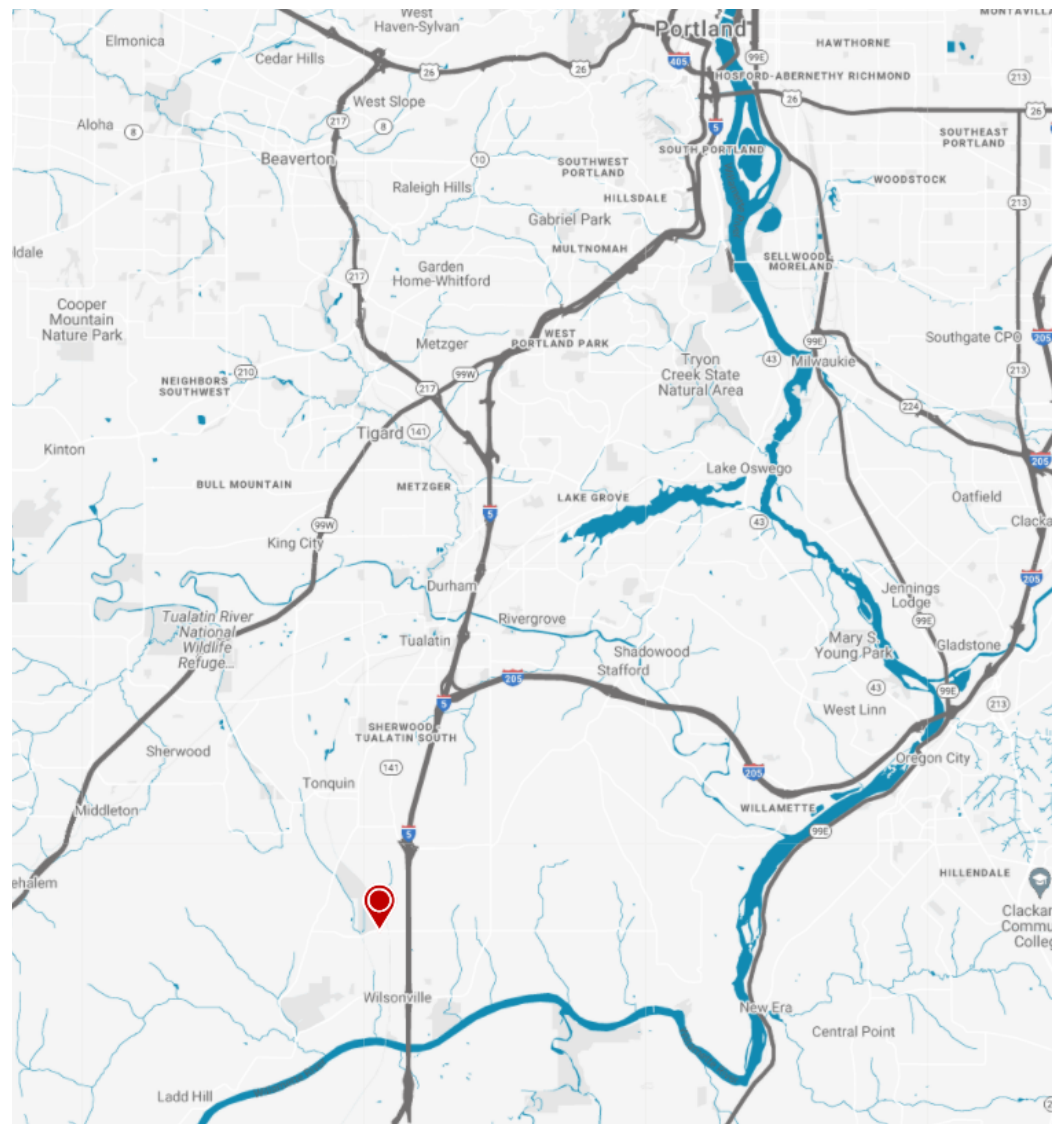 West
Haven-Sylvan
Portland
MONTAVILL
Elmonica
Cedar Hills
99E
HAWTHORNE
26
26
405
HOSFORD-ABERNETHY
RICHMOND
213
West Slope
217
8
5
26
26
Aloha
8
SOUTHEAST
PORTLAND
Beaverton
10
SOUTHWEST
PORTLAND
SOUTH PORTLAND
Raleigh Hills
HILLSDALE
WOODSTOCK
213
Gabriel Park
MULTNOMAH
ldale
217
Garden
Home-Whitford
SELLWOOD-
MORELAND
Cooper
Mountain
Nature Park
Metzger
WEST
PORTLAND PARK
99E
Southgate CPO
205
Tryon
Creek State
Natural Area
43
Milwaukie
213
NEIGHBORS
SOUTHWEST
210
217
99W
224
Tigard
141
Kinton
205
BULL MOUNTAIN
METZGER
LAKE GROVE
Lake Oswego
Oatfield
99W
5
43
Clacka
King City
205
Durham
Jennings
Lodge
Tualatin River
National
Wildlife
Refuge...
Rivergrove
99E
Tualatin
Shadowood
Stafford
Mary S
Young Park
Gladstone
205
43
99E
5
213
SHERWOOD -
TUALATIN SOUTH
West Linn
Sherwood
141
Oregon City
205
Tonquin
Middleton
WILLAMETTE
5
99E
ehalem
HILLENDALE
Clackar
Commu
Colleg
Wilsonville
New Era
Central Point
Ladd Hill